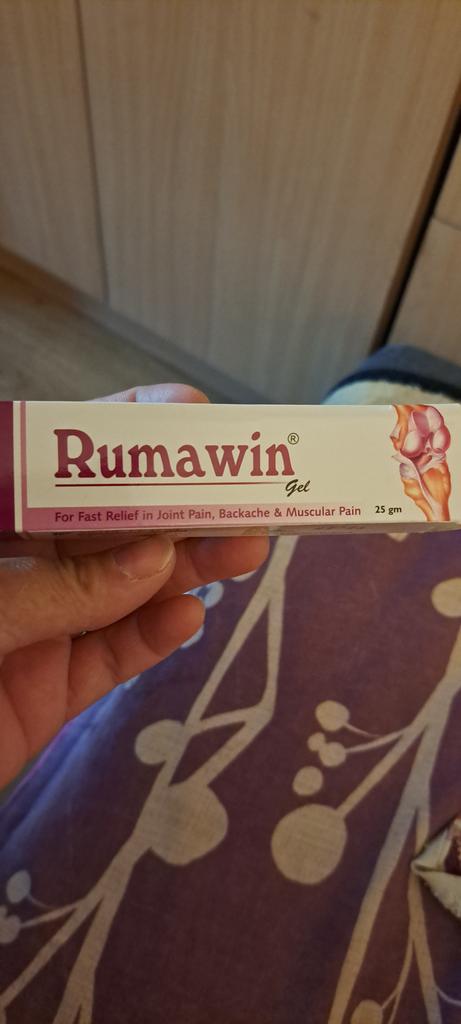 Rumawin®
Gel
For Fast Relief in Joint Pain, Backache & Muscular Pain 25 gm